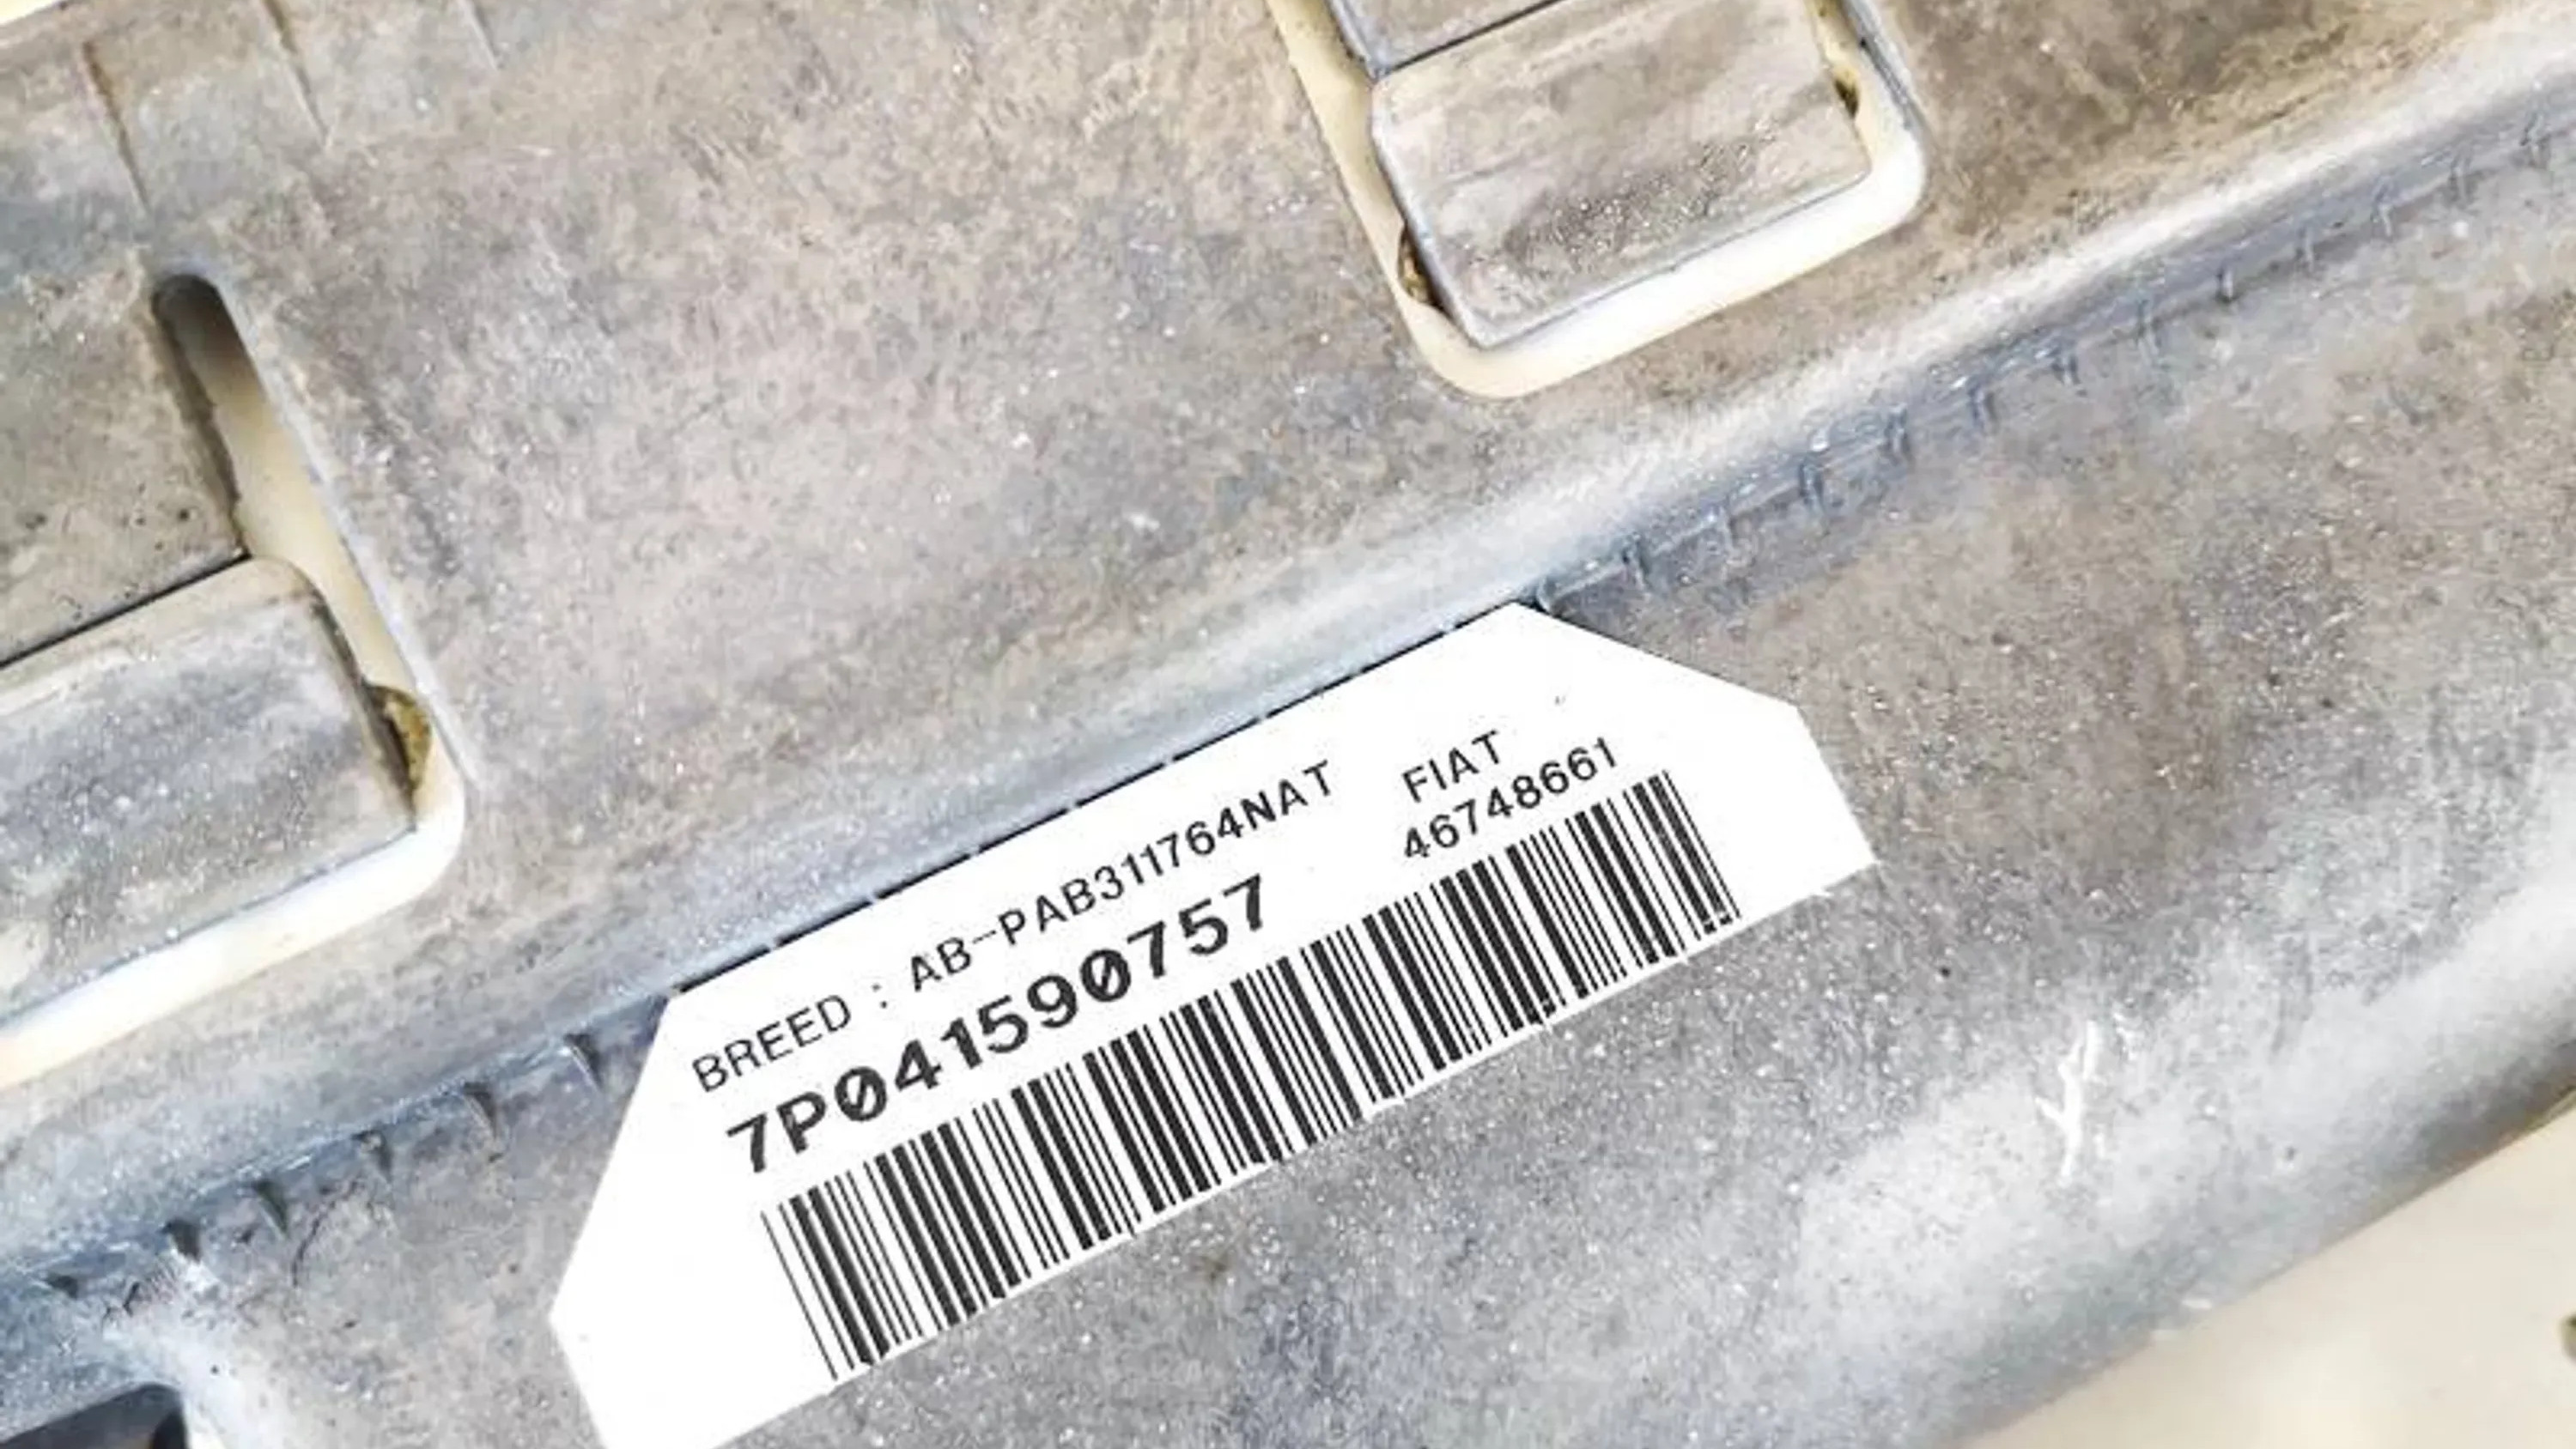 BREED : AB-PAB311764NAT
7P041590757
FIAT
46748661